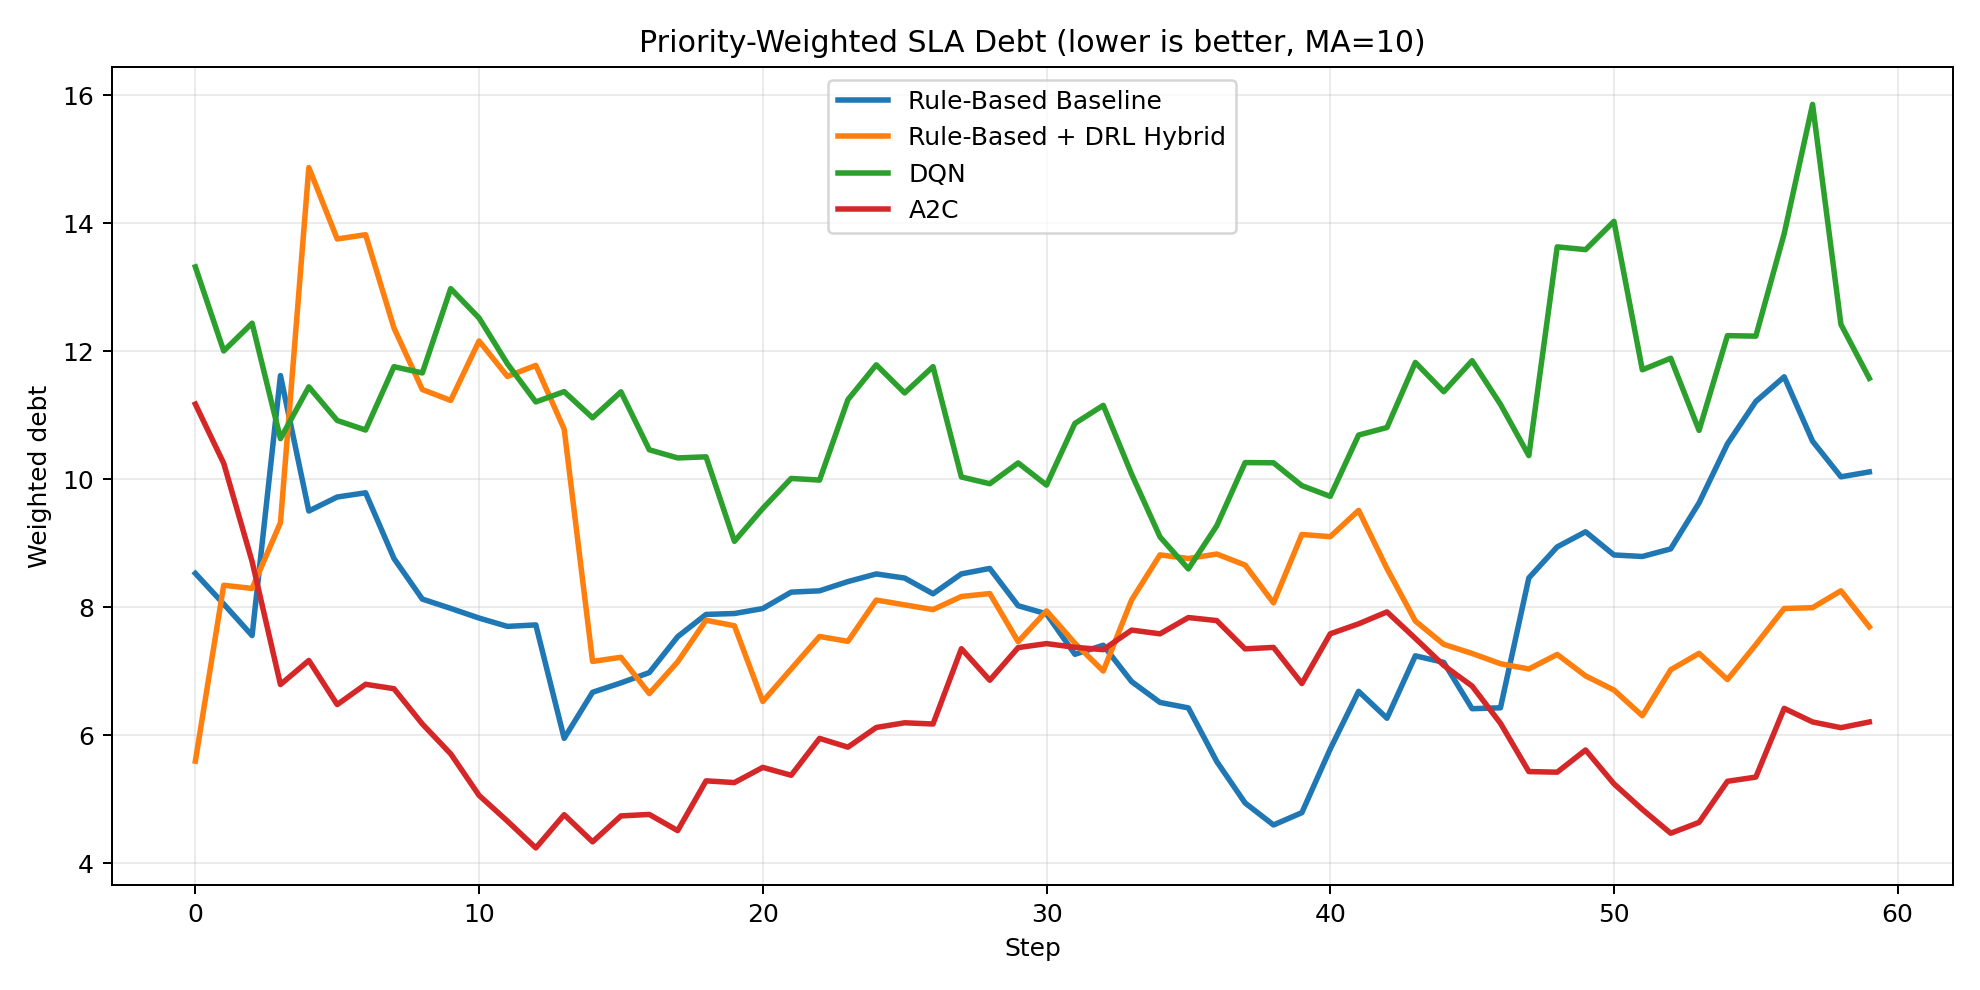 Priority-Weighted SLA Debt (lower is better, MA=10)
Rule-Based Baseline
Rule-Based + DRL Hybrid
DQN
A2C
Weighted debt
16
14
12
10
8
6
4
0 10 20 30 40 50 60
Step